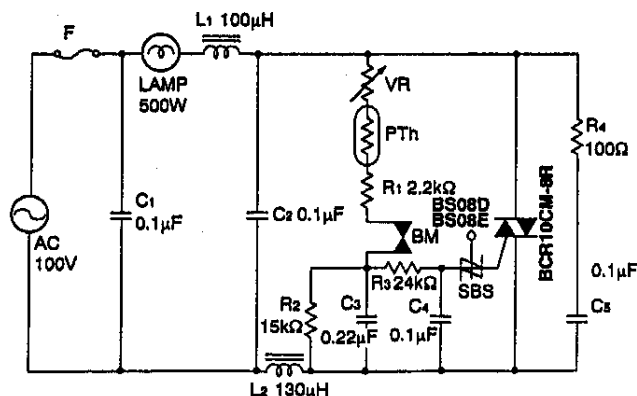 F
L1 100μH
LAMP
500W
VR
PTh
R4
100Ω
R1 2.2kΩ
BS08D
BS08E
BCR10CM-8R
C1
0.1μF
C2 0.1μF
BM
AC
100V
R3 24kΩ
SBS
0.1μF
C5
R2
15kΩ
C3
0.22μF
C4
0.1μF
L2 130μH